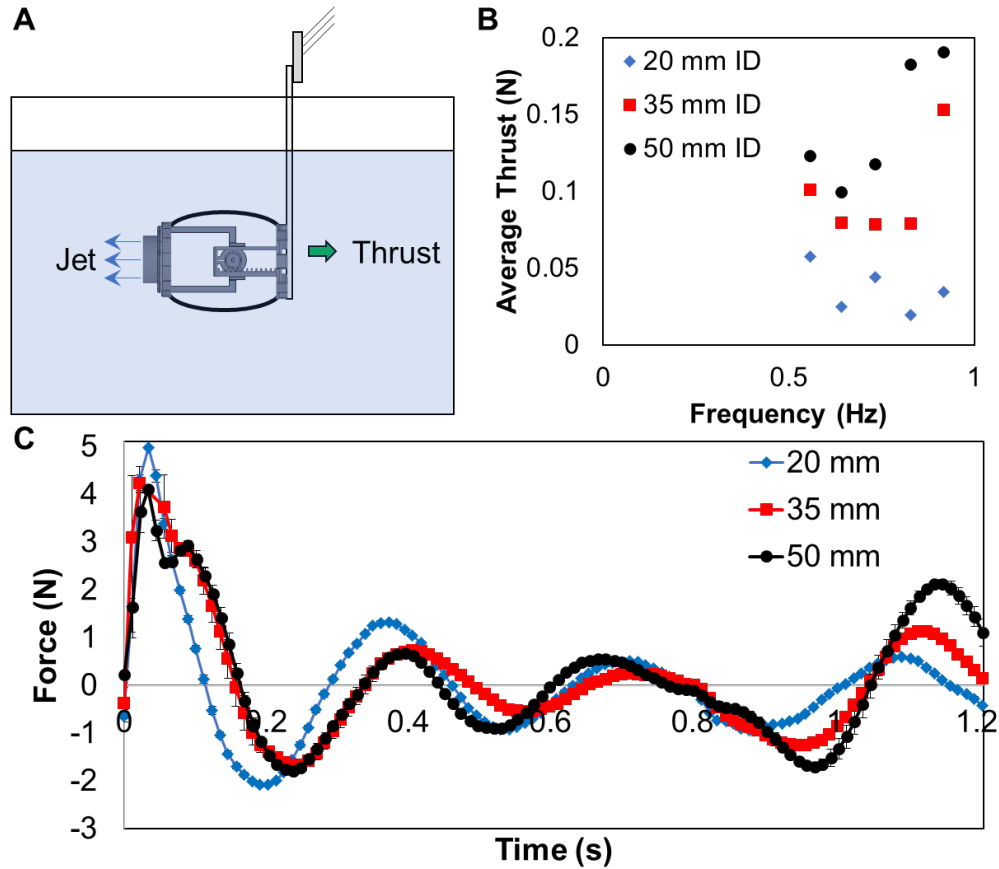 A
Jet
Thrust
B
Average Thrust (N)
0.2
0.15
0.1
0.05
0
20 mm ID
35 mm ID
50 mm ID
0
0.5
1
Frequency (Hz)
C
Force (N)
5
4
3
2
1
0
-1
-2
-3
20 mm
35 mm
50 mm
0
0.2
0.4
0.6
0.8
1
1.2
Time (s)